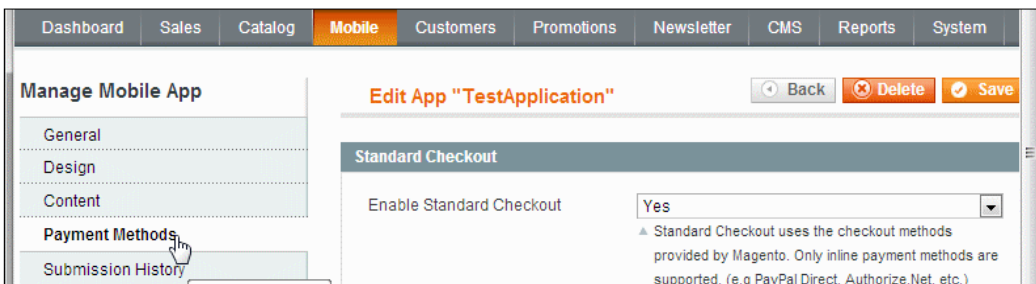 Dashboard Sales Catalog Mobile Customers Promotions Newsletter CMS Reports System
Manage Mobile App
General
Design
Content
Payment Methods
Submission History
Edit App "TestApplication"
Back Delete Save
Standard Checkout
Enable Standard Checkout
Yes
Standard Checkout uses the checkout methods
provided by Magento. Only inline payment methods are
supported. (e.g PayPal Direct, Authorize.Net, etc.)